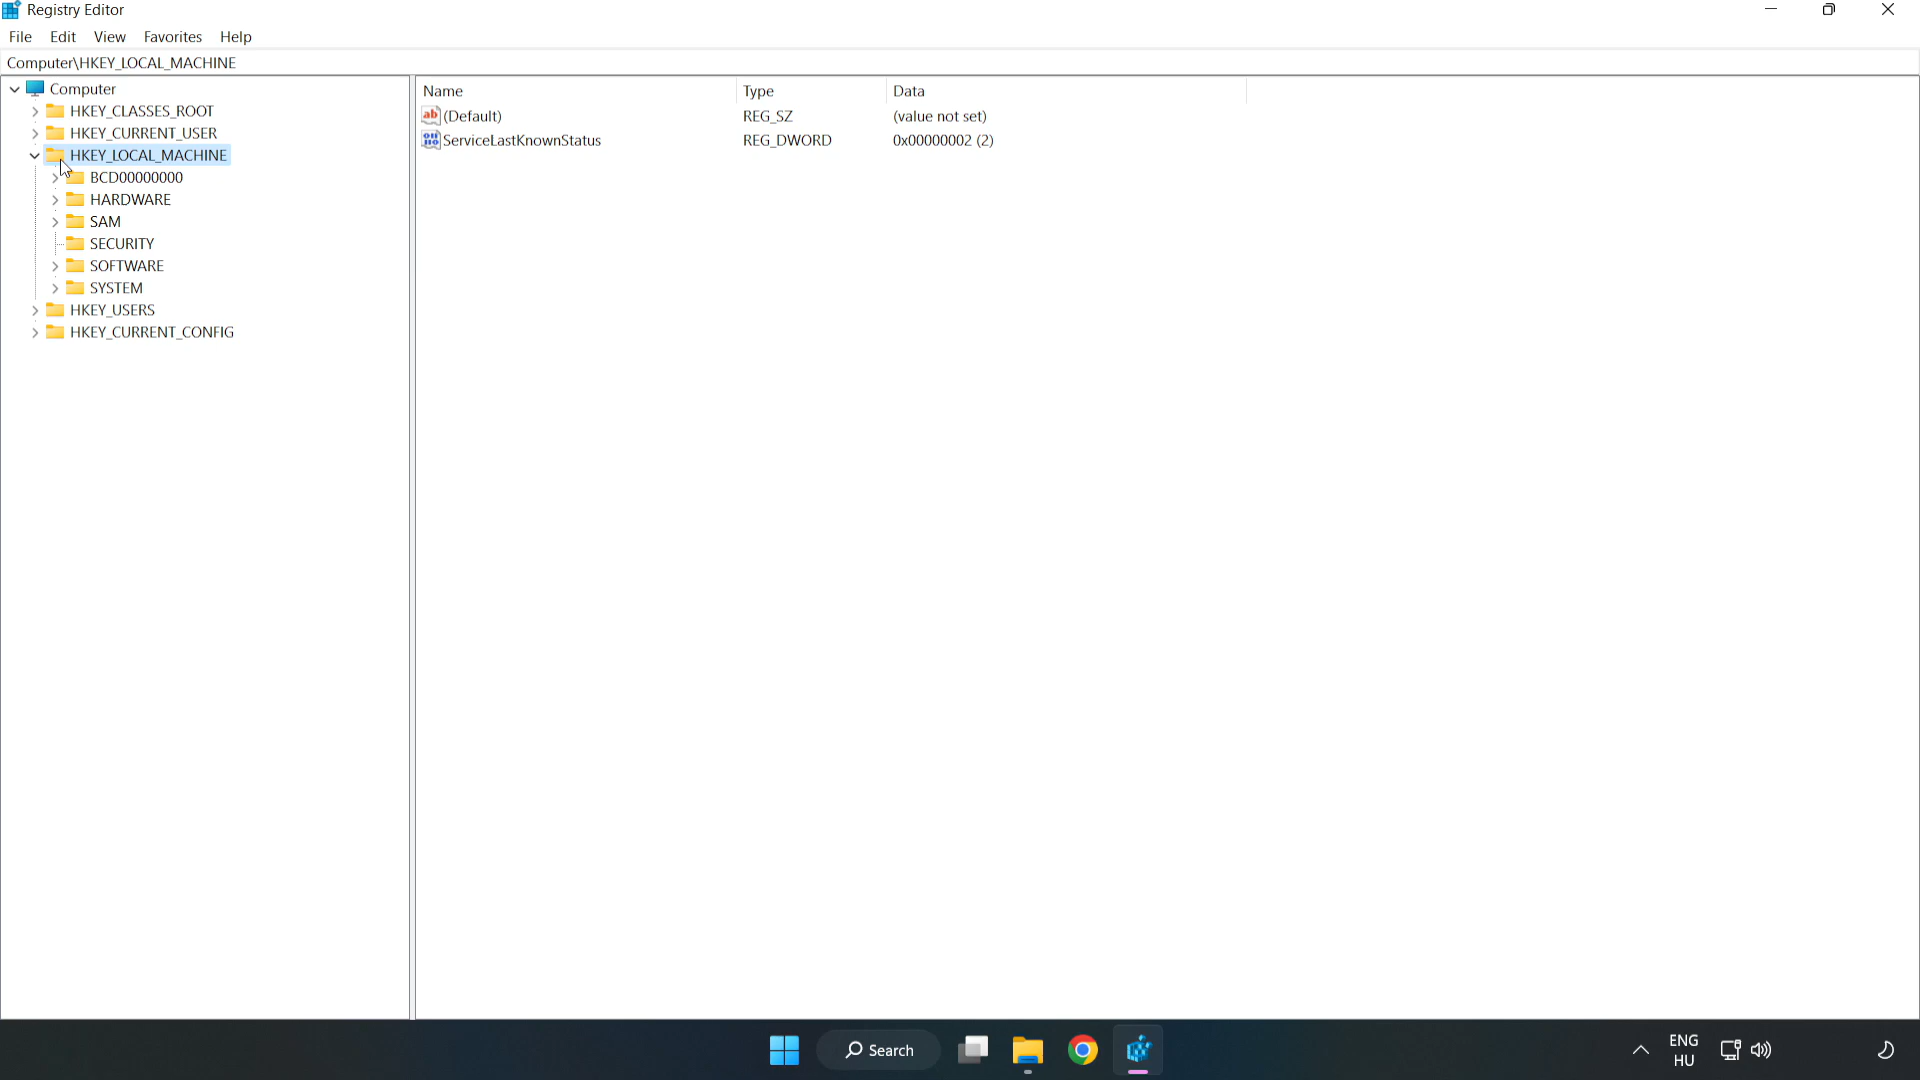 Registry Editor
File Edit View Favorites Help
Computer\HKEY_LOCAL_MACHINE
Computer
HKEY_CLASSES_ROOT
HKEY_CURRENT_USER
HKEY_LOCAL_MACHINE
BCD00000000
HARDWARE
SAM
SECURITY
SOFTWARE
SYSTEM
HKEY_USERS
HKEY_CURRENT_CONFIG
Name Type Data
(Default) REG_SZ (value not set)
ServiceLastKnownStatus REG_DWORD 0x00000002 (2)
Search
ENG
HU